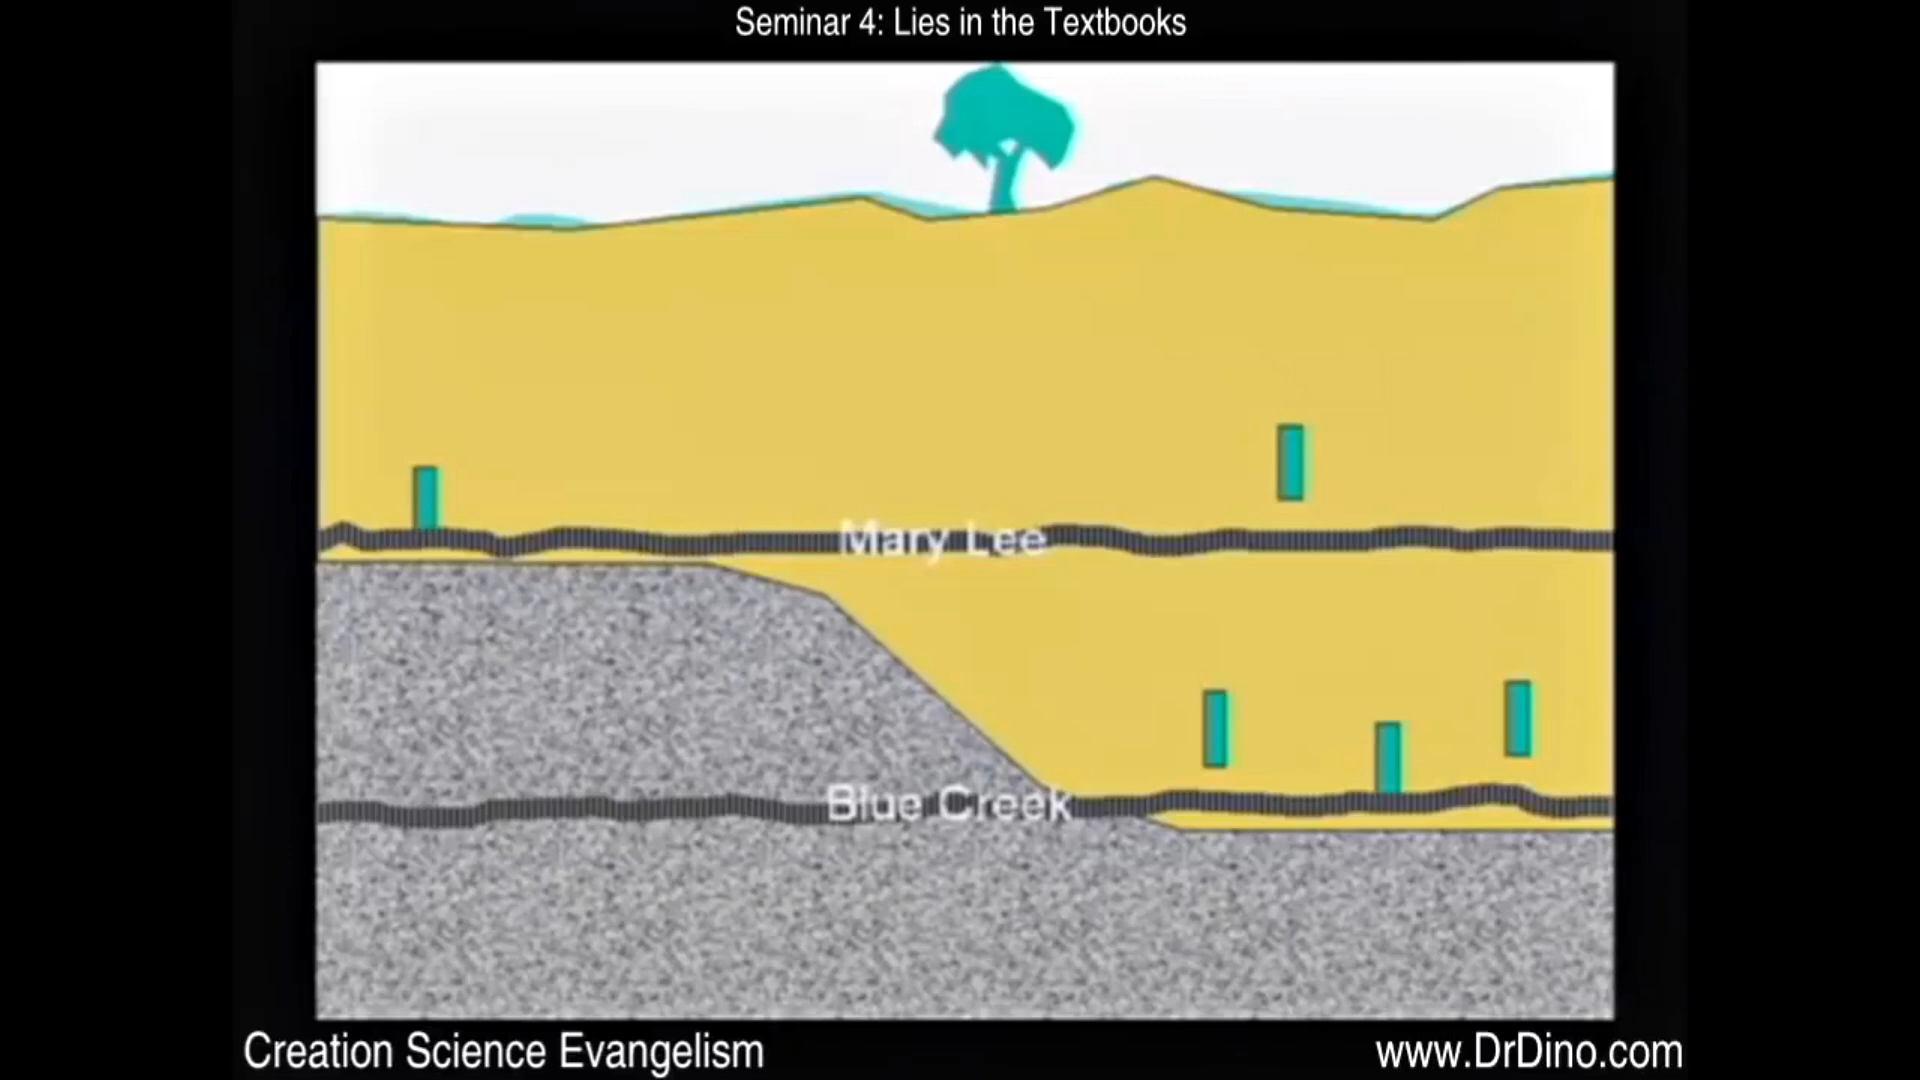 Seminar 4: Lies in the Textbooks
Mary Lee
Blue Creek
Creation Science Evangelism
www.DrDino.com